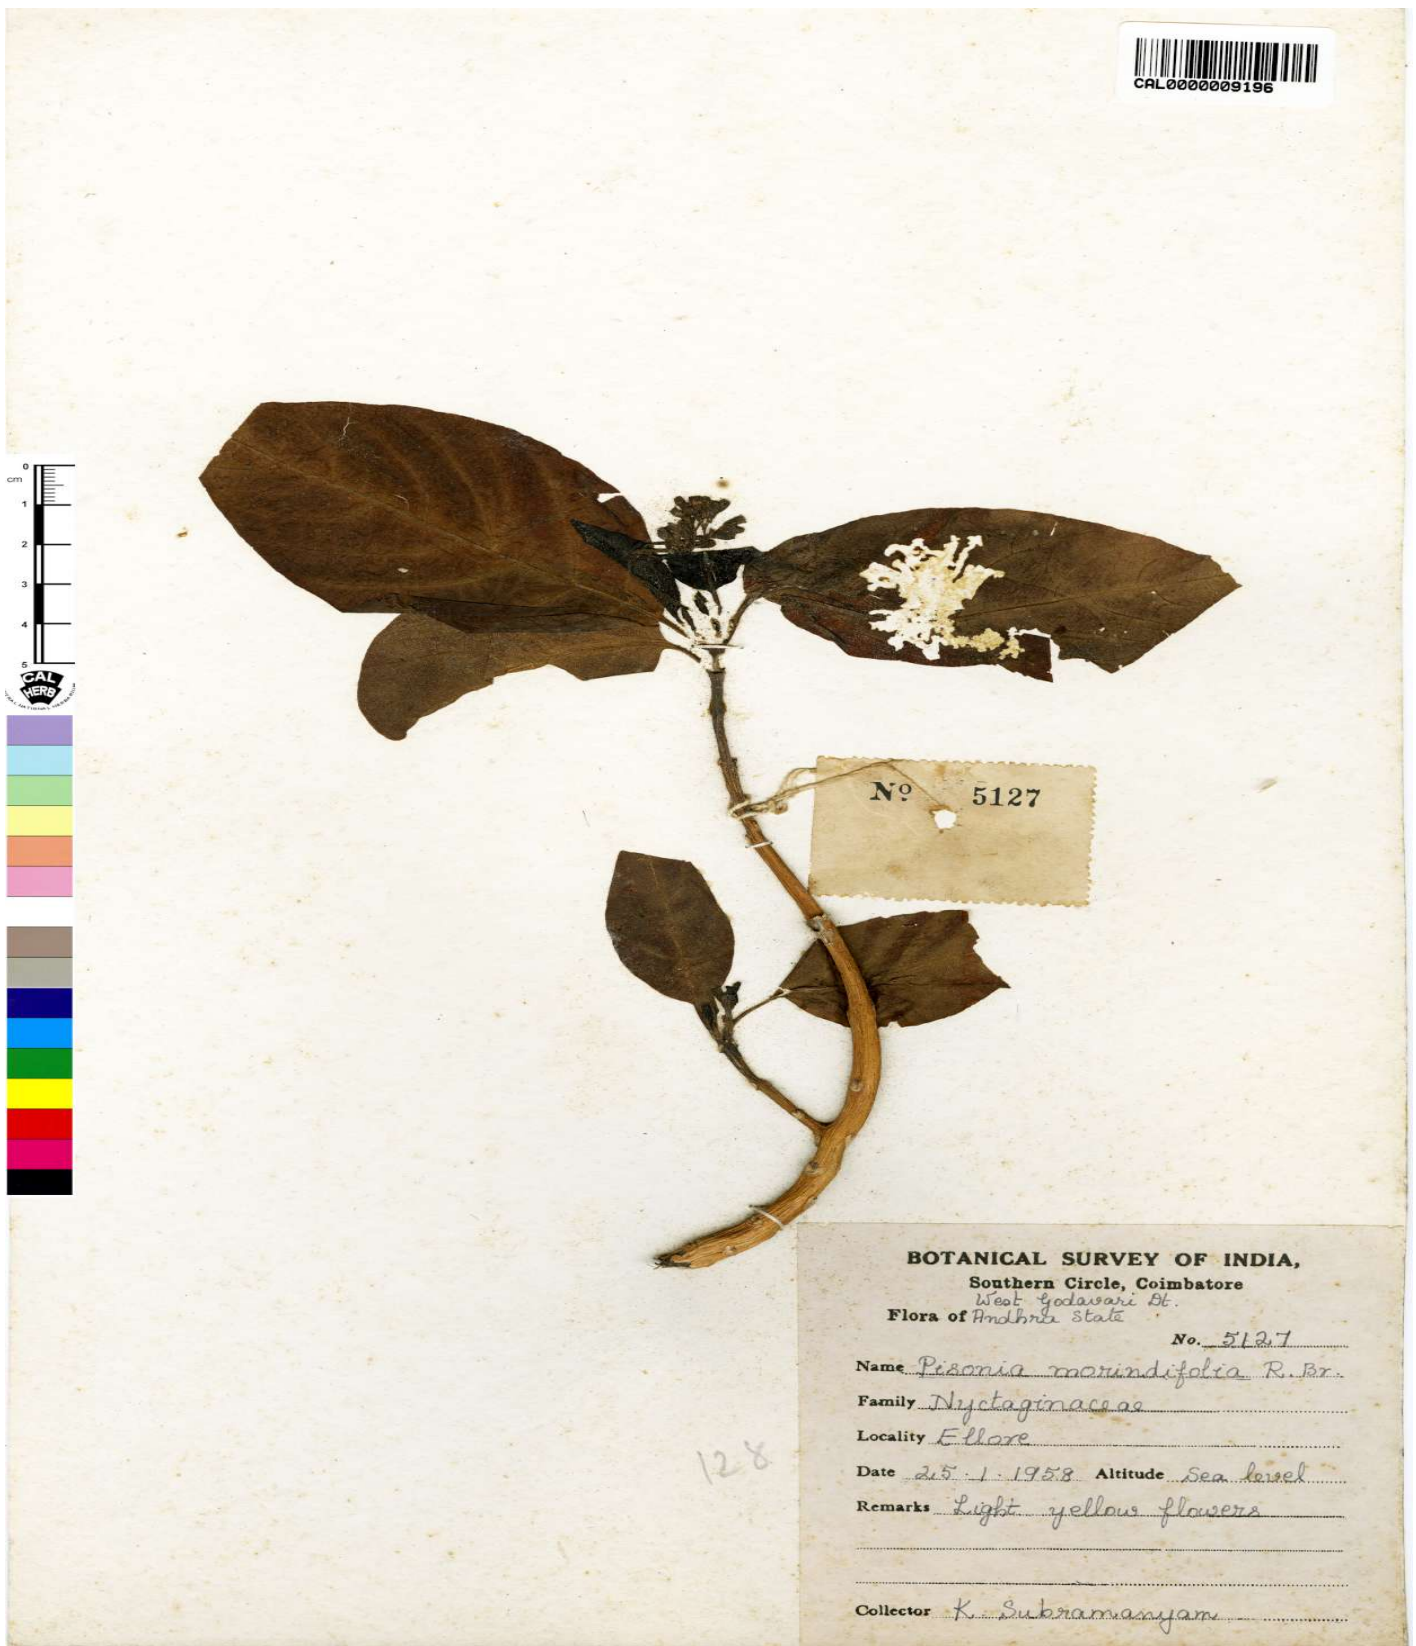 CAL0000009196
0
cm
1
2
3
4
5
CAL
HERB
No 5127
BOTANICAL SURVEY OF INDIA,
Southern Circle, Coimbatore
West Godavari Dt.
Flora of Andhra State
No. 5127
Name Pisonia morindifolia R. Br.
Family Nyctaginaceae
Locality Ellore
Date 25.1.1958 Altitude Sea level
Remarks Light yellow flowers
128
Collector K Subramanyam